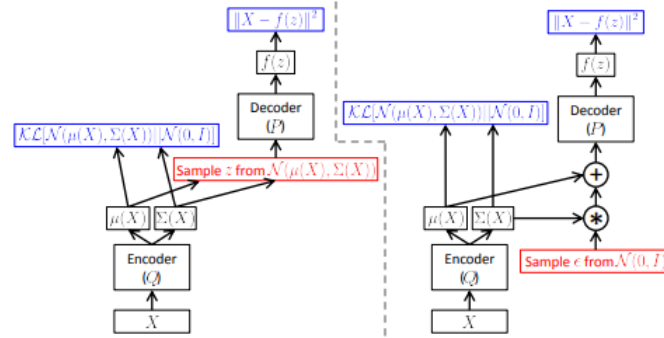 ‖X − f(z)‖²
f(z)
Decoder
(P)
𝒦ℒ[𝒩(μ(X), Σ(X))||𝒩(0, I)]
Sample z from 𝒩(μ(X), Σ(X))
μ(X) Σ(X)
Encoder
(Q)
X
‖X − f(z)‖²
f(z)
Decoder
(P)
𝒦ℒ[𝒩(μ(X), Σ(X))||𝒩(0, I)]
+
μ(X) Σ(X) *
Encoder
(Q)
Sample ϵ from 𝒩(0, I)
X